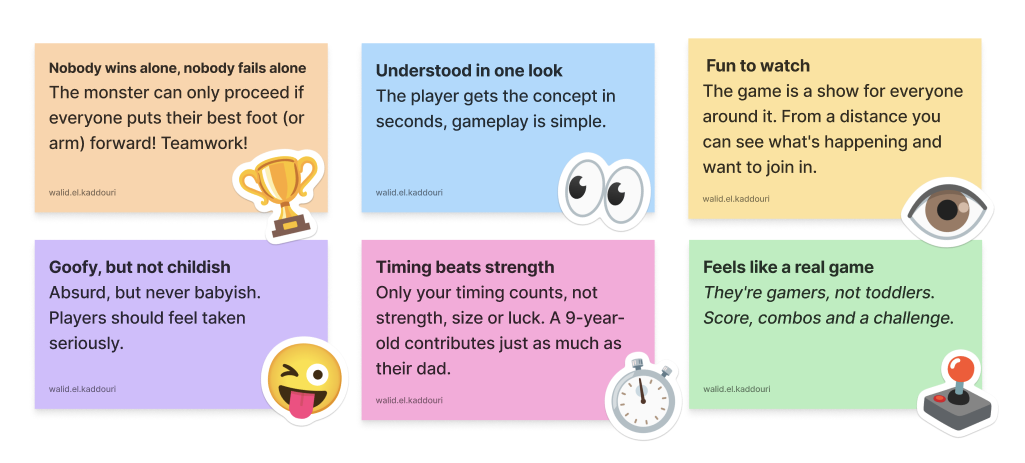 Nobody wins alone, nobody fails alone
The monster can only proceed if
everyone puts their best foot (or
arm) forward! Teamwork!
walid.el.kaddouri
Understood in one look
The player gets the concept in
seconds, gameplay is simple.
walid.el.kaddouri
Fun to watch
The game is a show for everyone
around it. From a distance you
can see what's happening and
want to join in.
walid.el.kaddouri
Goofy, but not childish
Absurd, but never babyish.
Players should feel taken
seriously.
walid.el.kaddouri
Timing beats strength
Only your timing counts, not
strength, size or luck. A 9-year-
old contributes just as much as
their dad.
walid.el.kaddouri
Feels like a real game
They're gamers, not toddlers.
Score, combos and a challenge.
walid.el.kaddouri